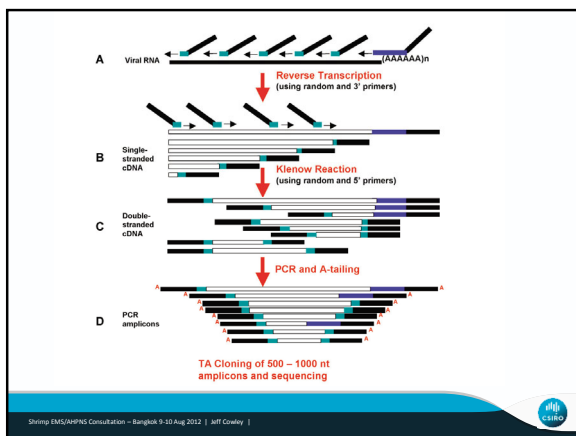 A
Viral RNA
(AAAAAA)n
Reverse Transcription
(using random and 3' primers)
B
Single-
stranded
cDNA
Klenow Reaction
(using random and 5' primers)
C
Double-
stranded
cDNA
PCR and A-tailing
A A
A A
A A
A A
A A
A A
A A
D
PCR
amplicons
TA Cloning of 500 – 1000 nt
amplicons and sequencing
Shrimp EMS/AHPNS Consultation – Bangkok 9-10 Aug 2012 | Jeff Cowley |
CSIRO